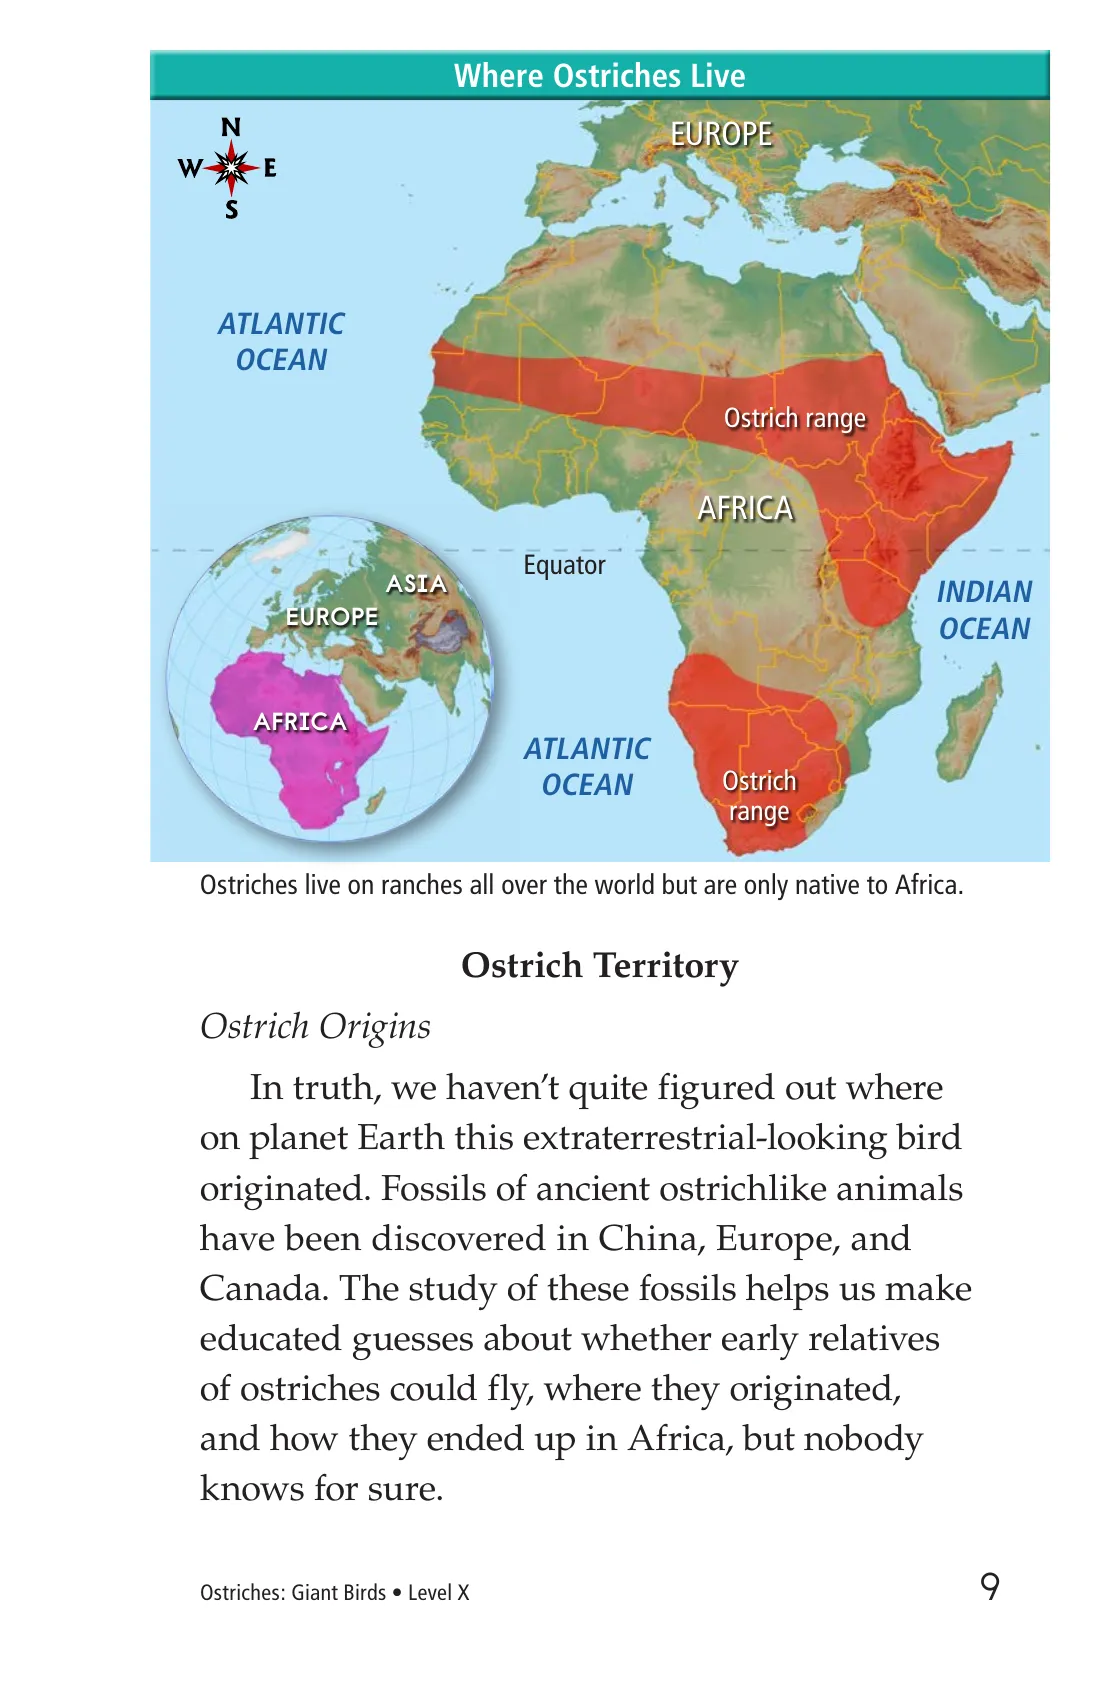 Where Ostriches Live
N
W E
S
EUROPE
ATLANTIC
OCEAN
Ostrich range
AFRICA
Equator
INDIAN
OCEAN
ASIA
EUROPE
AFRICA
ATLANTIC
OCEAN
Ostrich
range
Ostriches live on ranches all over the world but are only native to Africa.
Ostrich Territory
Ostrich Origins
In truth, we haven’t quite figured out where
on planet Earth this extraterrestrial-looking bird
originated. Fossils of ancient ostrichlike animals
have been discovered in China, Europe, and
Canada. The study of these fossils helps us make
educated guesses about whether early relatives
of ostriches could fly, where they originated,
and how they ended up in Africa, but nobody
knows for sure.
Ostriches: Giant Birds • Level X 9